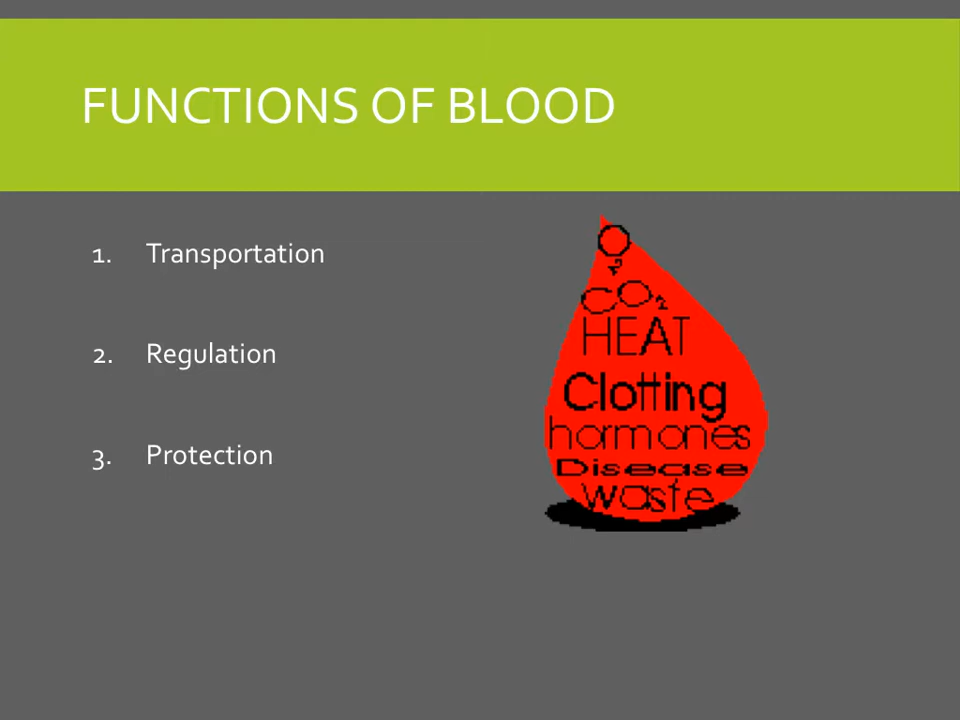 FUNCTIONS OF BLOOD
1. Transportation
2. Regulation
3. Protection
O2
CO2
HEAT
Clotting
hormones
Disease
waste